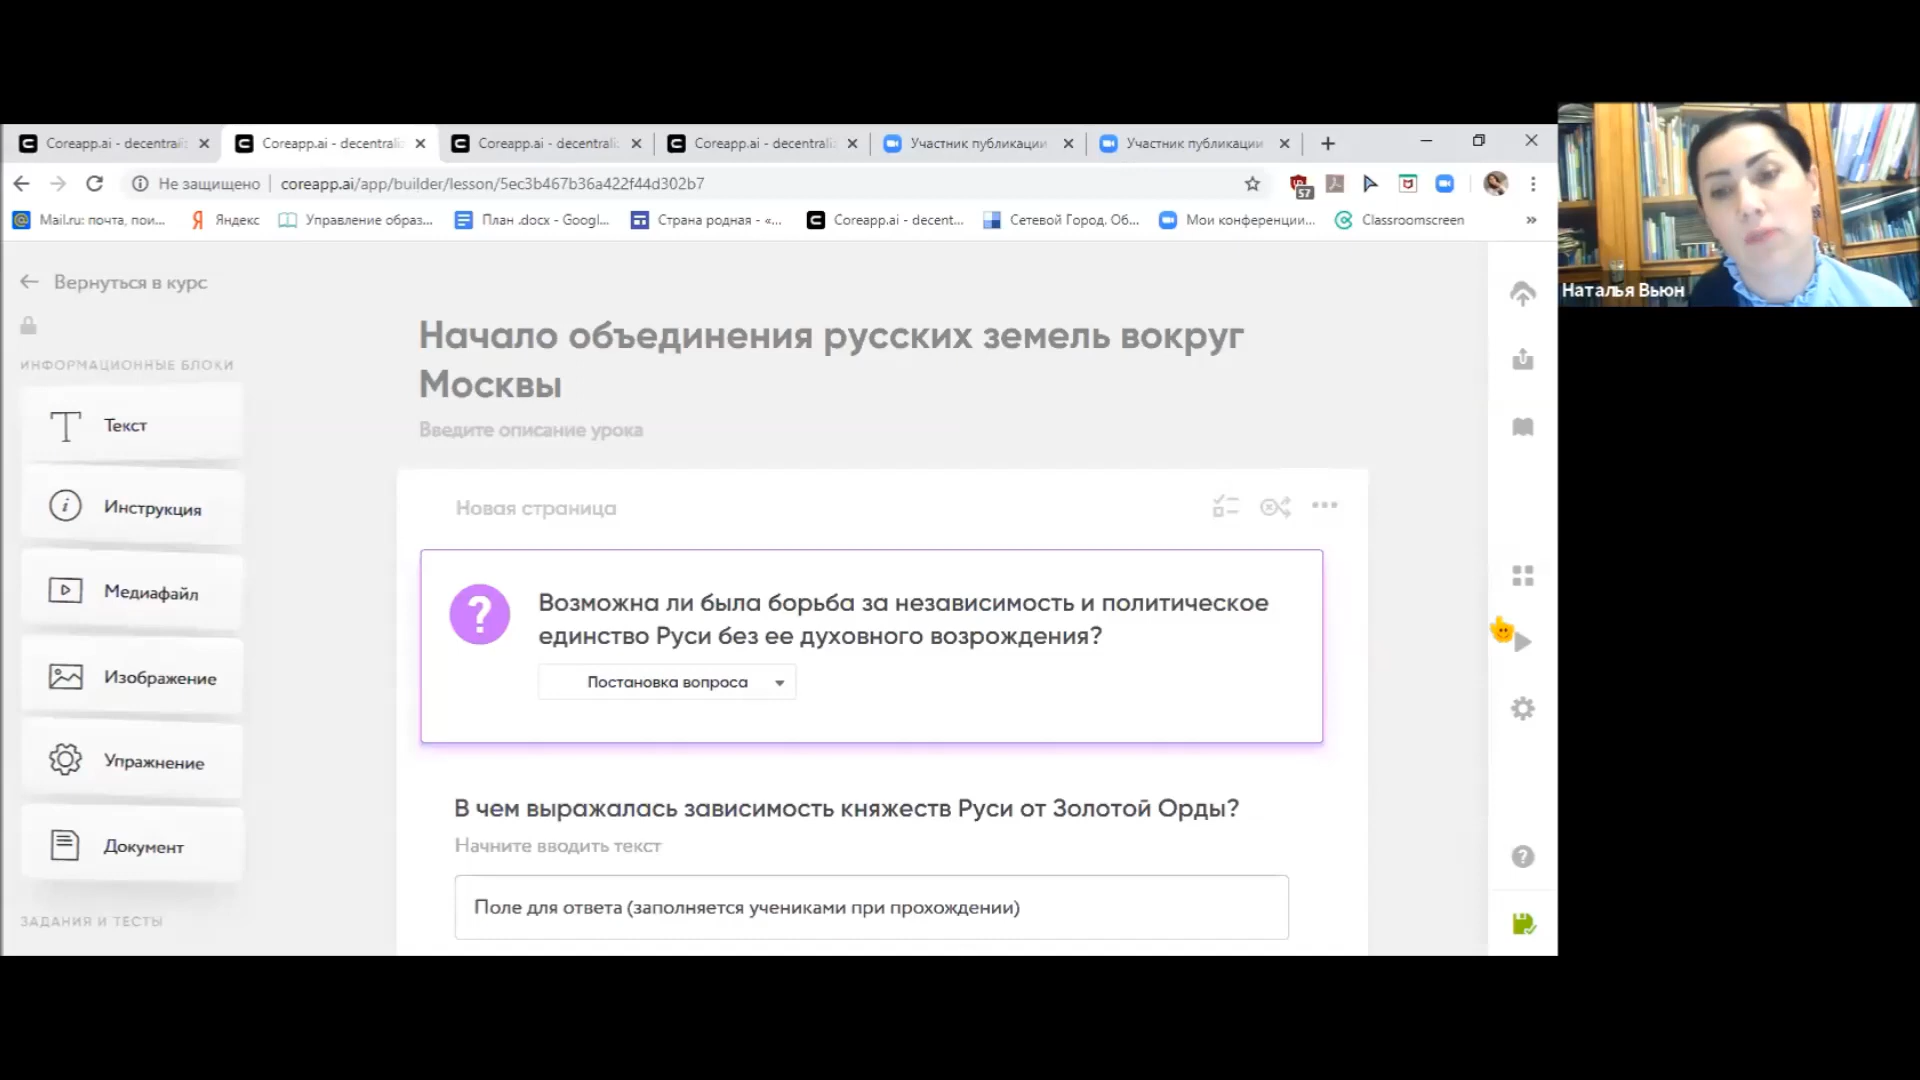 Coreapp.ai - decentrali
Coreapp.ai - decentrali
Coreapp.ai - decentrali
Coreapp.ai - decentrali
Участник публикации
Участник публикации
Не защищено
coreapp.ai/app/builder/lesson/5ec3b467b36a422f44d302b7
57
Mail.ru: почта, пои...
Яндекс
Управление образ...
План .docx - Googl...
Страна родная - «...
Coreapp.ai - decent...
Сетевой Город. Об...
Мои конференции...
Classroomscreen
»
Вернуться в курс
ИНФОРМАЦИОННЫЕ БЛОКИ
Текст
Инструкция
Медиафайл
Изображение
Упражнение
Документ
ЗАДАНИЯ И ТЕСТЫ
Начало объединения русских земель вокруг
Москвы
Введите описание урока
Новая страница
?
Возможна ли была борьба за независимость и политическое
единство Руси без ее духовного возрождения?
Постановка вопроса
В чем выражалась зависимость княжеств Руси от Золотой Орды?
Начните вводить текст
Поле для ответа (заполняется учениками при прохождении)
Наталья Вьюн